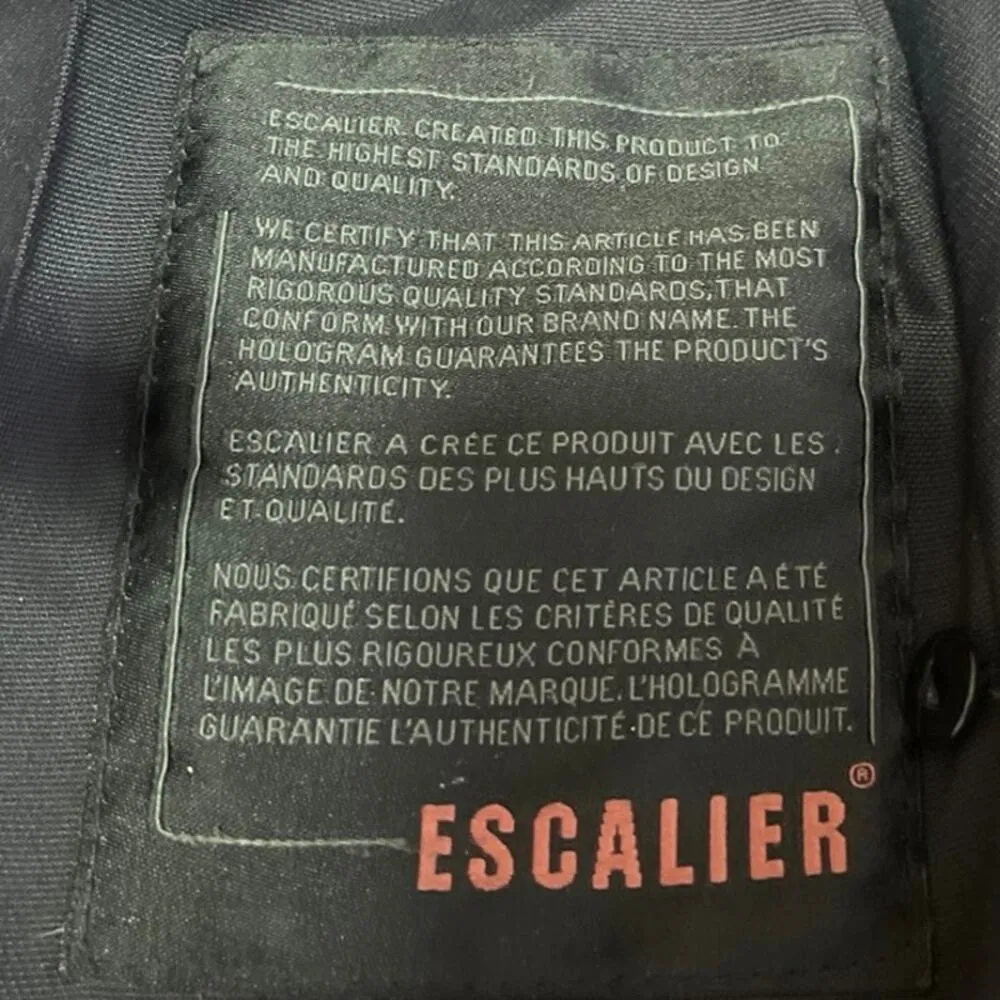 ESCALIER CREATED THIS PRODUCT TO
THE HIGHEST STANDARDS OF DESIGN
AND QUALITY.
WE CERTIFY THAT THIS ARTICLE HAS BEEN
MANUFACTURED ACCORDING TO THE MOST
RIGOROUS QUALITY STANDARDS, THAT
CONFORM WITH OUR BRAND NAME. THE
HOLOGRAM GUARANTEES THE PRODUCT'S
AUTHENTICITY.
ESCALIER A CRÉE CE PRODUIT AVEC LES
STANDARDS DES PLUS HAUTS DU DESIGN
ET QUALITÉ.
NOUS CERTIFIONS QUE CET ARTICLE A ÉTÉ
FABRIQUÉ SELON LES CRITÈRES DE QUALITÉ
LES PLUS RIGOUREUX CONFORMES À
L'IMAGE DE NOTRE MARQUE. L'HOLOGRAMME
GUARANTIE L'AUTHENTICITÉ DE CE PRODUIT.
ESCALIER®